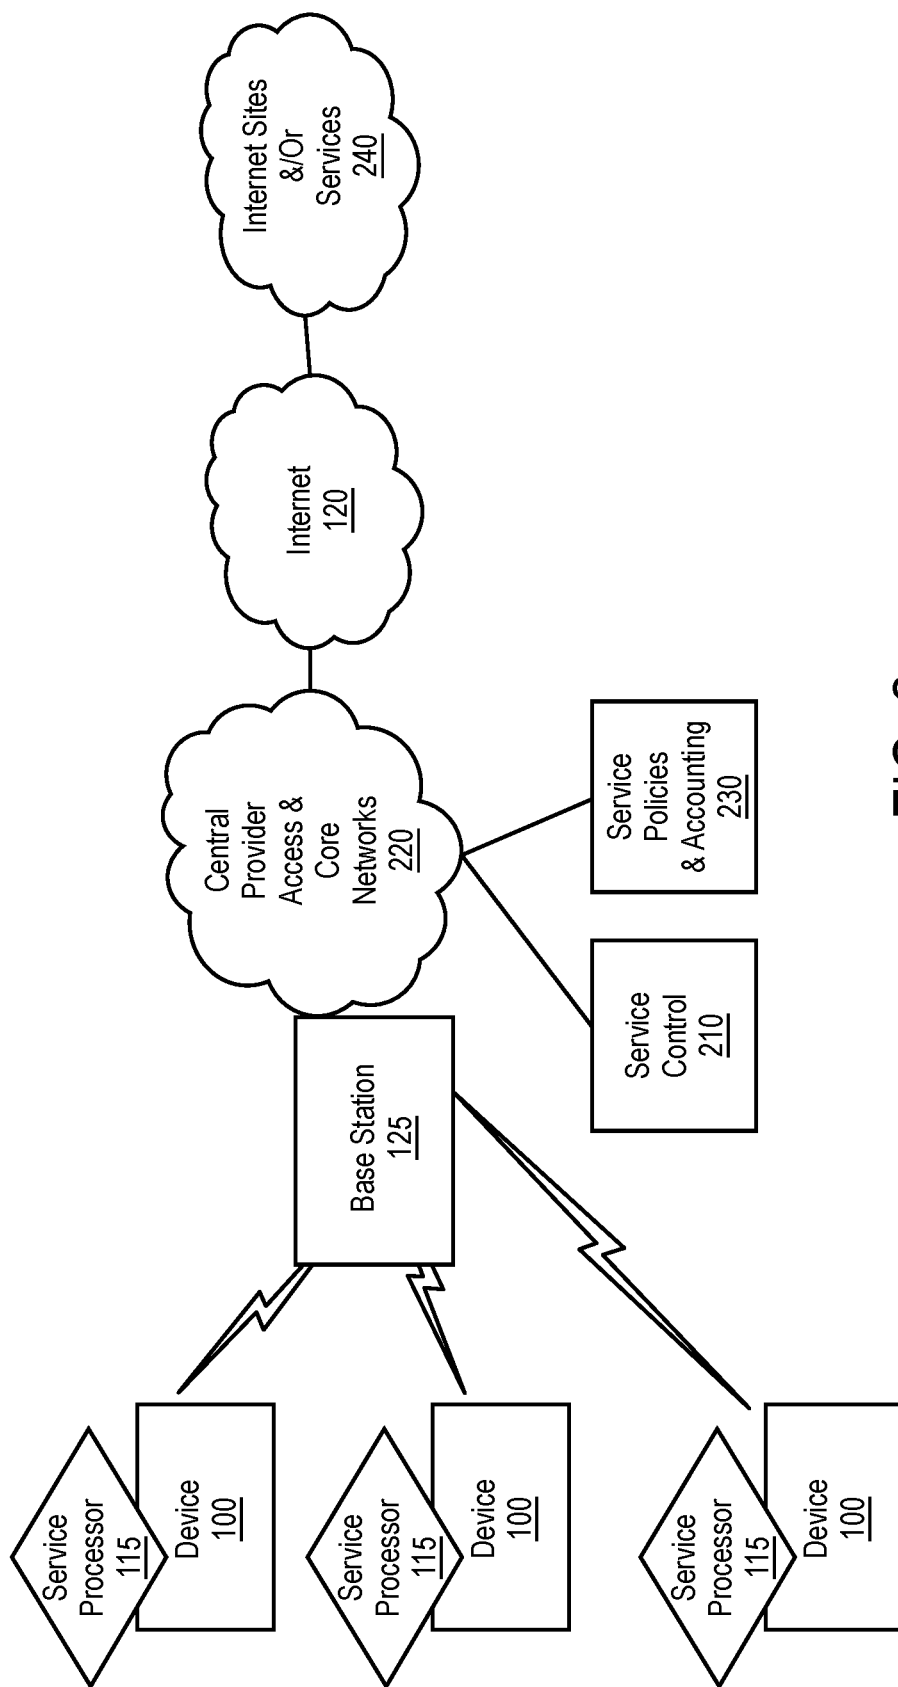 Service
Processor
115
Device
100
Service
Processor
115
Device
100
Service
Processor
115
Device
100
Base Station
125
Central
Provider
Access &
Core
Networks
220
Service
Control
210
Service
Policies
& Accounting
230
Internet
120
Internet Sites
&/Or
Services
240